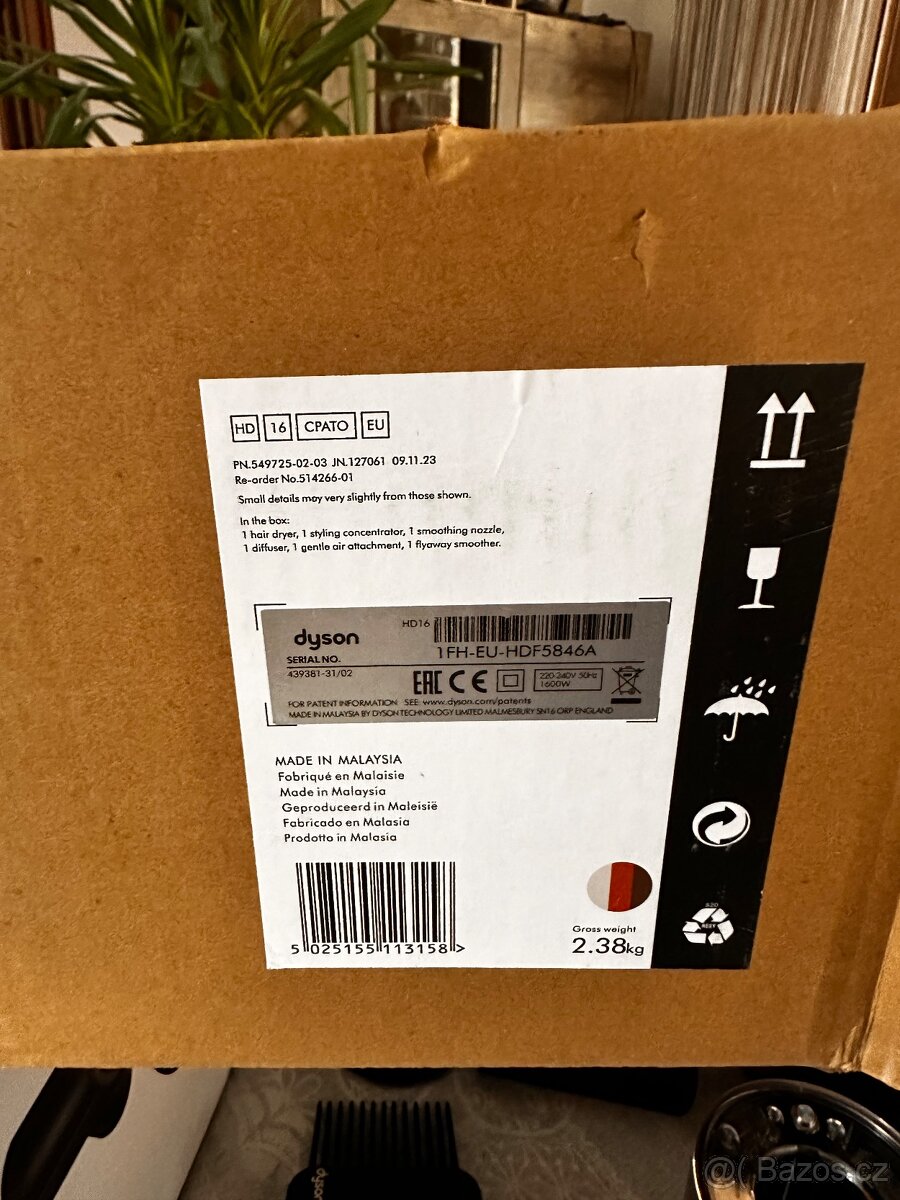 HD 16 CPATO EU
PN.549725-02-03 JN.127061 09.11.23
Re-order No.514266-01
Small details may very slightly from those shown.
In the box:
1 hair dryer, 1 styling concentrator, 1 smoothing nozzle,
1 diffuser, 1 gentle air attachment, 1 flyaway smoother.
HD16
dyson
1FH-EU-HDF5846A
SERIAL NO.
439381-31/02
EAC CE
220-240V 50Hz
1600W
FOR PATENT INFORMATION SEE www.dyson.com/patents
MADE IN MALAYSIA BY DYSON TECHNOLOGY LIMITED MALMESBURY SN16 ORP ENGLAND
MADE IN MALAYSIA
Fabriqué en Malaisie
Made in Maleysia
Geproduceerd in Maleisië
Fabricado en Malasia
Prodotto in Malasia
5 025155 113158 >
Gross weight
2.38kg
dyson
@( Bazos.cz